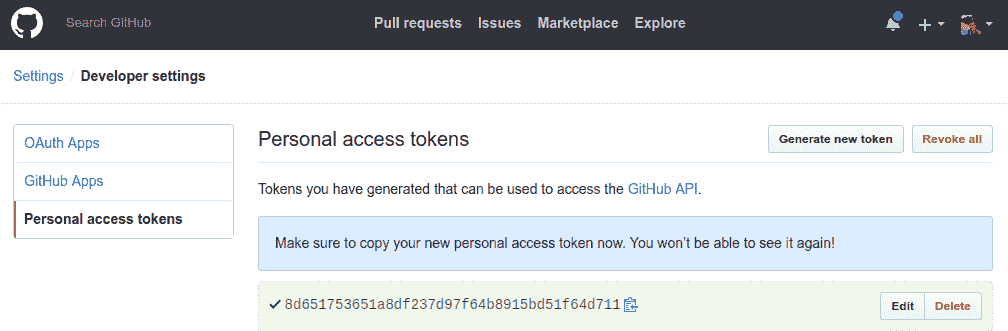 Search GitHub
Pull requests Issues Marketplace Explore
Settings / Developer settings
OAuth Apps
GitHub Apps
Personal access tokens
Personal access tokens
Generate new token
Revoke all
Tokens you have generated that can be used to access the GitHub API.
Make sure to copy your new personal access token now. You won't be able to see it again!
8d651753651a8df237d97f64b8915bd51f64d711
Edit
Delete